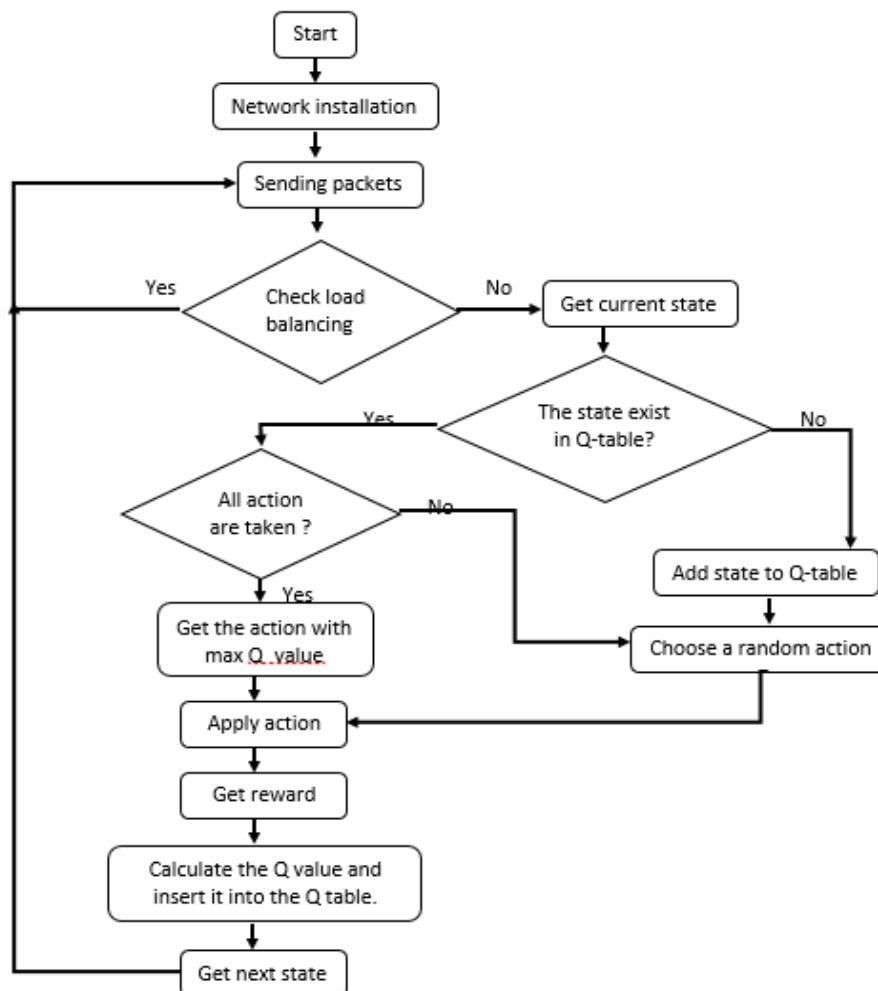 Start
Network installation
Sending packets
Yes
Check load
balancing
No
Get current state
Yes
The state exist
in Q-table?
No
All action
are taken ?
No
Add state to Q-table
Yes
Get the action with
max Q value
Choose a random action
Apply action
Get reward
Calculate the Q value and
insert it into the Q table.
Get next state